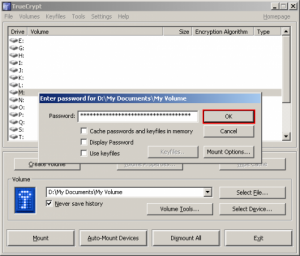 TrueCrypt
File Volumes Keyfiles Tools Settings Help Homepage
Drive Volume Size Encryption Algorithm Type
E:
G:
H:
I:
J:
K:
L:
M:
N:
O:
P:
Q:
R:
S:
T:
Enter password for D:\My Documents\My Volume
Password: OK
Cache passwords and keyfiles in memory Cancel
Display Password
Use keyfiles Keyfiles... Mount Options...
Create Volume
Volume
D:\My Documents\My Volume Select File...
Never save history
Volume Tools... Select Device...
Mount Auto-Mount Devices Dismount All Exit